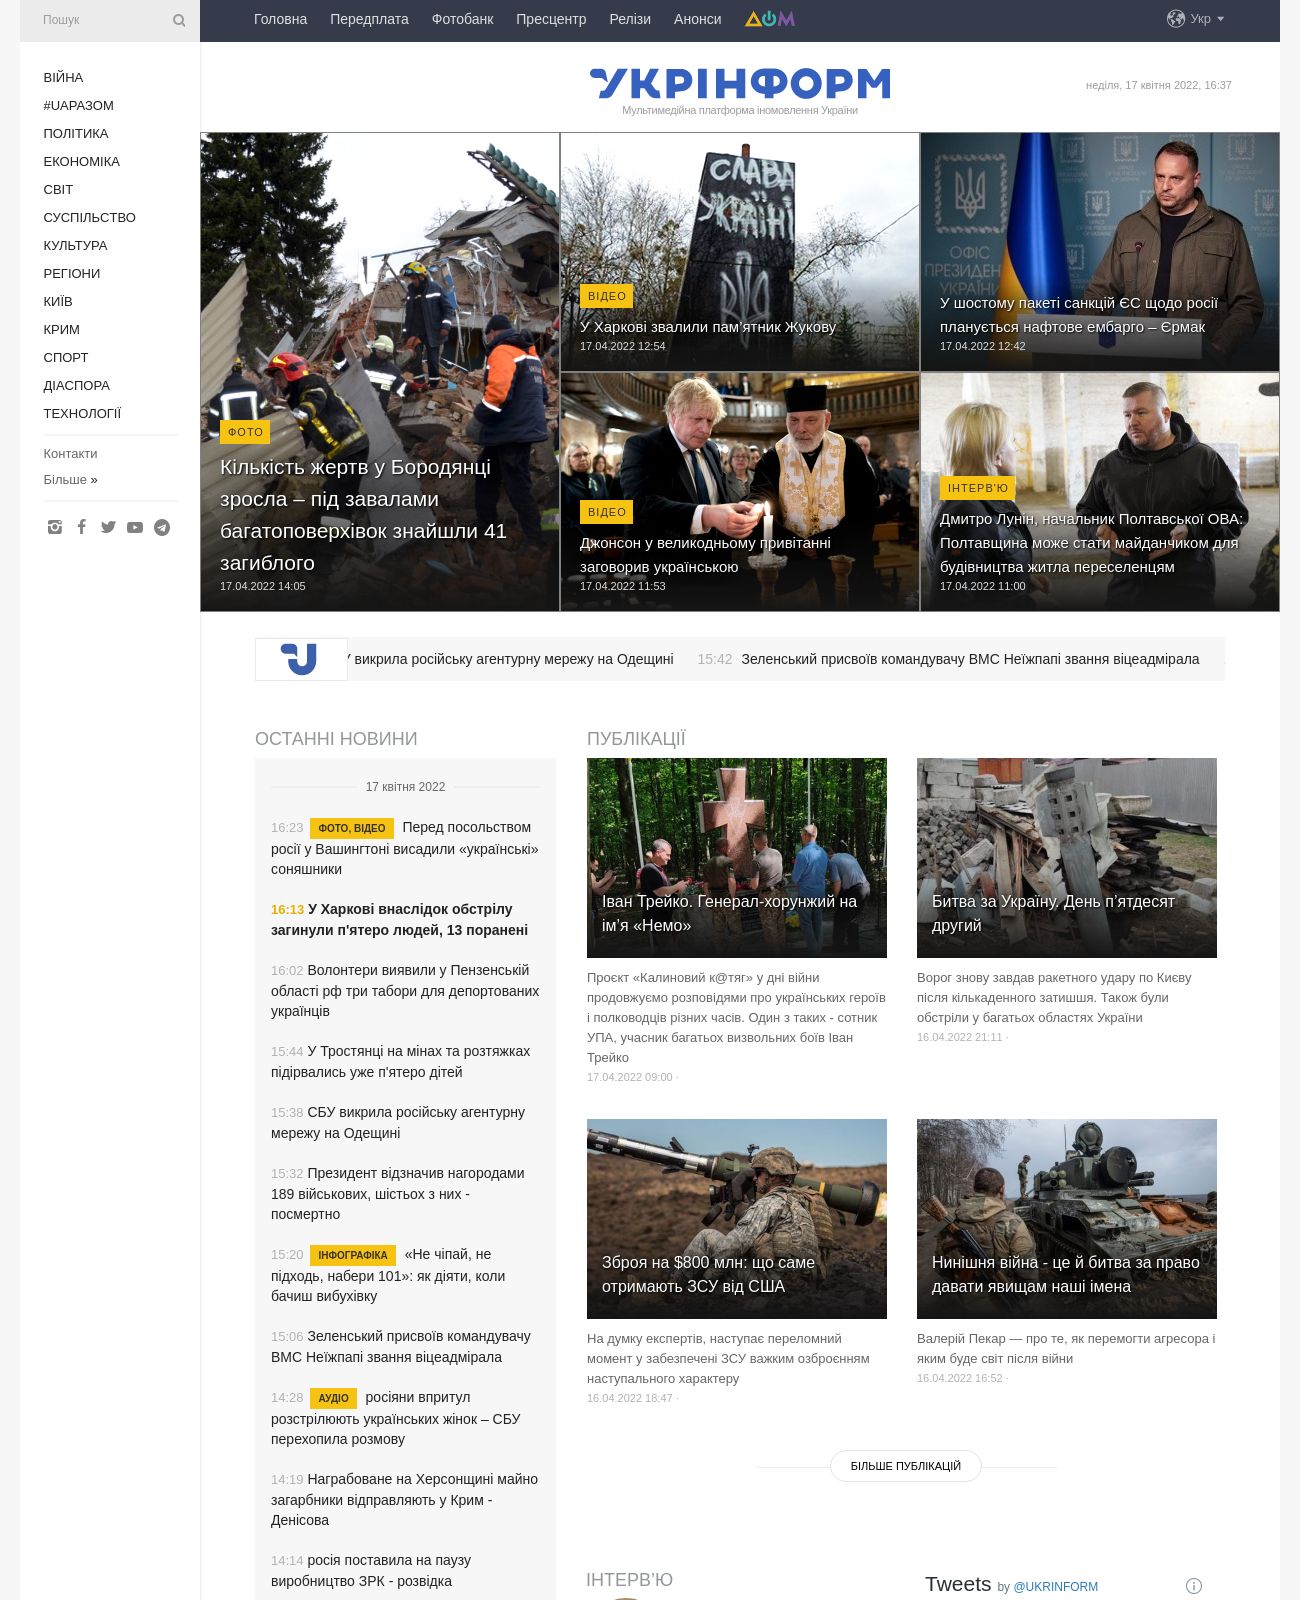 Пошук
Головна Передплата Фотобанк Пресцентр Релізи Анонси ДОМ
Укр
ВІЙНА
#UAРАЗОМ
ПОЛІТИКА
ЕКОНОМІКА
СВІТ
СУСПІЛЬСТВО
КУЛЬТУРА
РЕГІОНИ
КИЇВ
КРИМ
СПОРТ
ДІАСПОРА
ТЕХНОЛОГІЇ
Контакти
Більше »
УКРІНФОРМ
Мультимедійна платформа іномовлення України
неділя, 17 квітня 2022, 16:37
ФОТО
Кількість жертв у Бородянці
зросла – під завалами
багатоповерхівок знайшли 41
загиблого
17.04.2022 14:05
СЛАВА
УКРАЇНІ
ВІДЕО
У Харкові звалили пам’ятник Жукову
17.04.2022 12:54
ОФІС
ПРЕЗИДЕНТ
УКРАЇНИ
У шостому пакеті санкцій ЄС щодо росії
планується нафтове ембарго – Єрмак
17.04.2022 12:42
ВІДЕО
Джонсон у великодньому привітанні
заговорив українською
17.04.2022 11:53
ІНТЕРВ'Ю
Дмитро Лунін, начальник Полтавської ОВА:
Полтавщина може стати майданчиком для
будівництва житла переселенцям
17.04.2022 11:00
У викрила російську агентурну мережу на Одещині 15:42 Зеленський присвоїв командувачу ВМС Неїжпапі звання віцеадмірала
ОСТАННІ НОВИНИ
17 квітня 2022
16:23 ФОТО, ВІДЕО Перед посольством
росії у Вашингтоні висадили «українські»
соняшники
16:13 У Харкові внаслідок обстрілу
загинули п'ятеро людей, 13 поранені
16:02 Волонтери виявили у Пензенській
області рф три табори для депортованих
українців
15:44 У Тростянці на мінах та розтяжках
підірвались уже п'ятеро дітей
15:38 СБУ викрила російську агентурну
мережу на Одещині
15:32 Президент відзначив нагородами
189 військових, шістьох з них -
посмертно
15:20 ІНФОГРАФІКА «Не чіпай, не
підходь, набери 101»: як діяти, коли
бачиш вибухівку
15:06 Зеленський присвоїв командувачу
ВМС Неїжпапі звання віцеадмірала
14:28 АУДІО росіяни впритул
розстрілюють українських жінок – СБУ
перехопила розмову
14:19 Награбоване на Херсонщині майно
загарбники відправляють у Крим -
Денісова
14:14 росія поставила на паузу
виробництво ЗРК - розвідка
ПУБЛІКАЦІЇ
Іван Трейко. Генерал-хорунжий на
ім’я «Немо»
Проєкт «Калиновий к@тяг» у дні війни
продовжуємо розповідями про українських героїв
і полководців різних часів. Один з таких - сотник
УПА, учасник багатьох визвольних боїв Іван
Трейко
17.04.2022 09:00 ·
Битва за Україну. День п’ятдесят
другий
Ворог знову завдав ракетного удару по Києву
після кількаденного затишшя. Також були
обстріли у багатьох областях України
16.04.2022 21:11 ·
Зброя на $800 млн: що саме
отримають ЗСУ від США
На думку експертів, наступає переломний
момент у забезпечені ЗСУ важким озброєнням
наступального характеру
16.04.2022 18:47 ·
Нинішня війна - це й битва за право
давати явищам наші імена
Валерій Пекар — про те, як перемогти агресора і
яким буде світ після війни
16.04.2022 16:52 ·
БІЛЬШЕ ПУБЛІКАЦІЙ
ІНТЕРВ’Ю
Tweets by @UKRINFORM